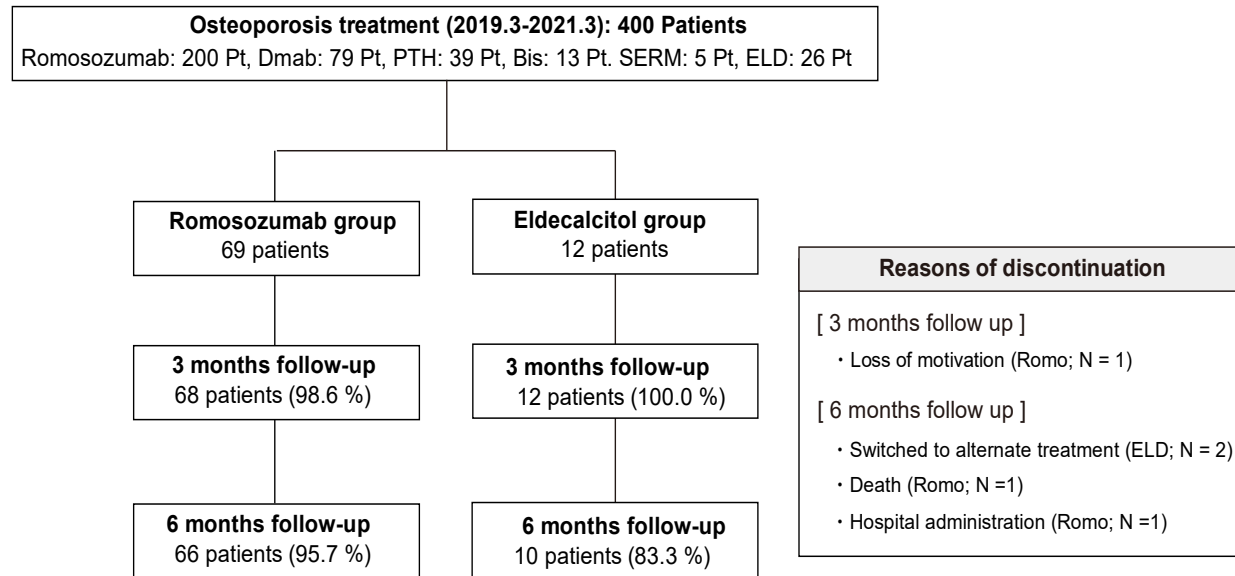 Osteoporosis treatment (2019.3-2021.3): 400 Patients
Romosozumab: 200 Pt, Dmab: 79 Pt, PTH: 39 Pt, Bis: 13 Pt. SERM: 5 Pt, ELD: 26 Pt
Romosozumab group
69 patients
Eldecalcitol group
12 patients
3 months follow-up
68 patients (98.6 %)
3 months follow-up
12 patients (100.0 %)
6 months follow-up
66 patients (95.7 %)
6 months follow-up
10 patients (83.3 %)
Reasons of discontinuation
[ 3 months follow up ]
・Loss of motivation (Romo; N = 1)
[ 6 months follow up ]
・Switched to alternate treatment (ELD; N = 2)
・Death (Romo; N =1)
・Hospital administration (Romo; N =1)